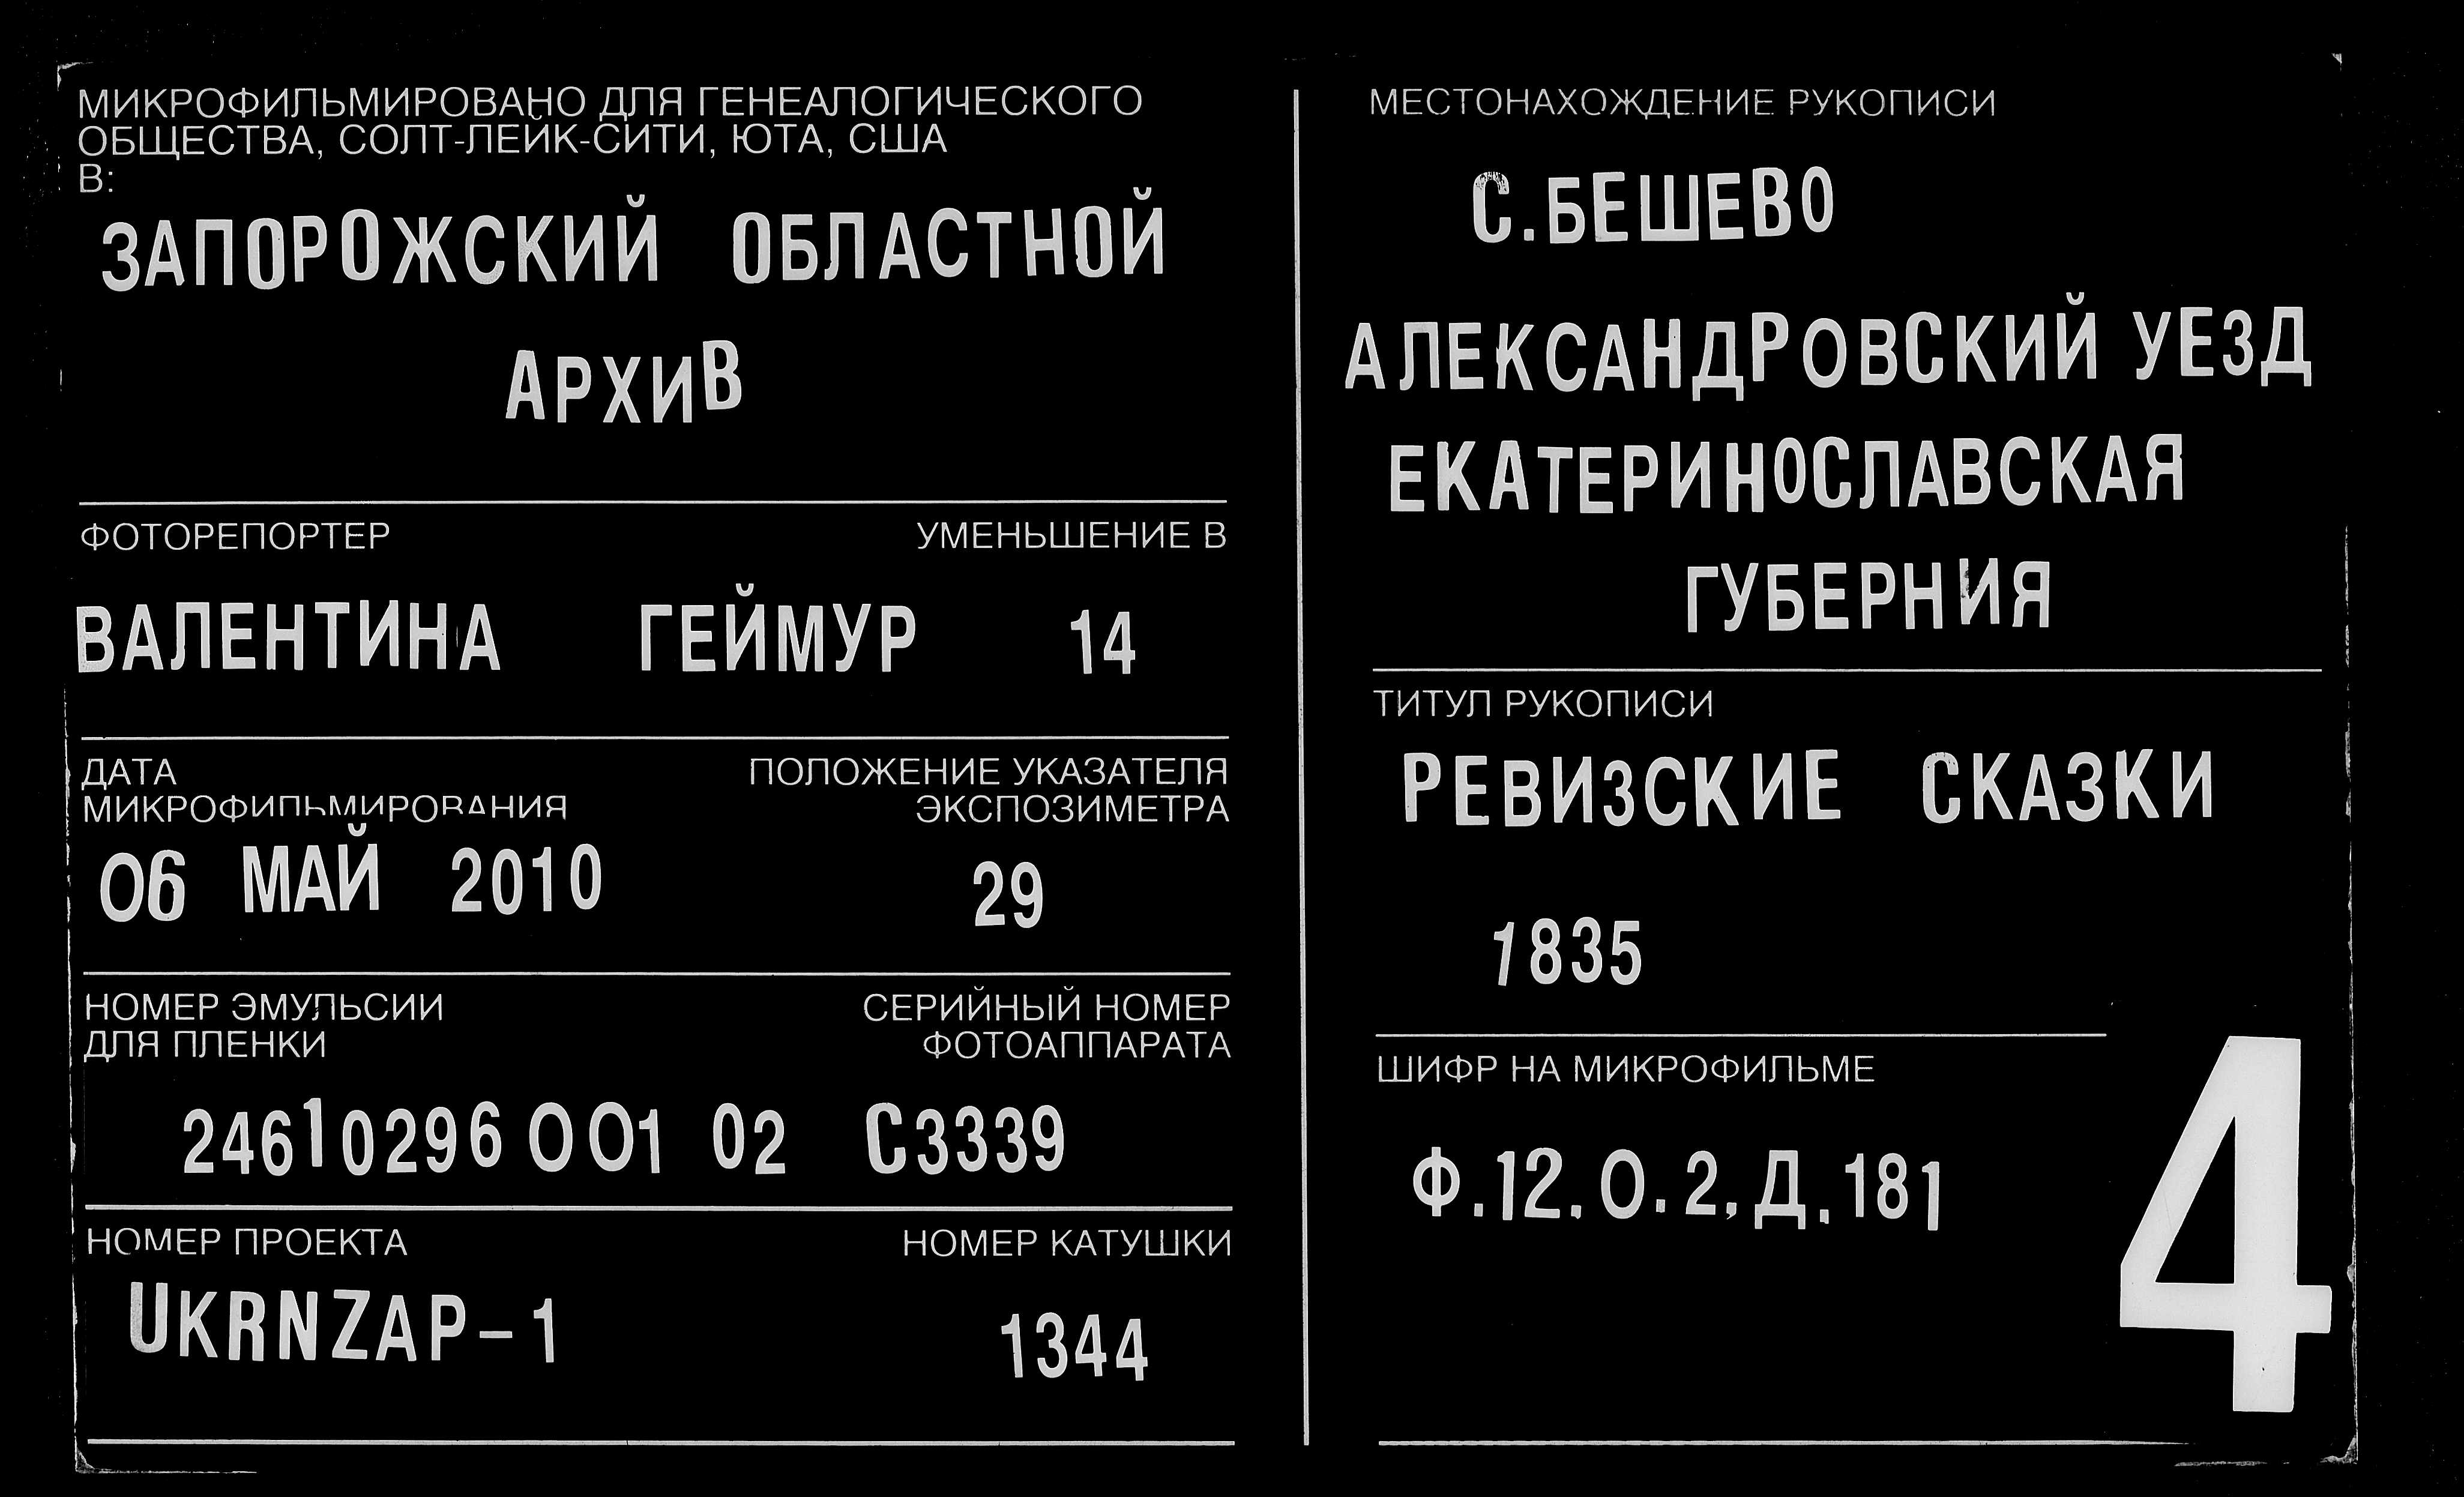 МИКРОФИЛЬМИРОВАНО ДЛЯ ГЕНЕАЛОГИЧЕСКОГО
ОБЩЕСТВА, СОЛТ-ЛЕЙК-СИТИ, ЮТА, США
В:
ЗАПОРОЖСКИЙ ОБЛАСТНОЙ
АРХИВ
ФОТОРЕПОРТЕР УМЕНЬШЕНИЕ В
ВАЛЕНТИНА ГЕЙМУР 14
ДАТА ПОЛОЖЕНИЕ УКАЗАТЕЛЯ
МИКРОФИЛЬМИРОВАНИЯ ЭКСПОЗИМЕТРА
06 МАЙ 2010 29
НОМЕР ЭМУЛЬСИИ СЕРИЙНЫЙ НОМЕР
ДЛЯ ПЛЕНКИ ФОТОАППАРАТА
24610296 001 02 С3339
НОМЕР ПРОЕКТА НОМЕР КАТУШКИ
UKRNZAP-1 1344
МЕСТОНАХОЖДЕНИЕ РУКОПИСИ
С.БЕШЕВО
АЛЕКСАНДРОВСКИЙ УЕЗД
ЕКАТЕРИНОСЛАВСКАЯ
ГУБЕРНИЯ
ТИТУЛ РУКОПИСИ
РЕВИЗСКИЕ СКАЗКИ
1835
ШИФР НА МИКРОФИЛЬМЕ
Ф.12.О.2,Д.181
4